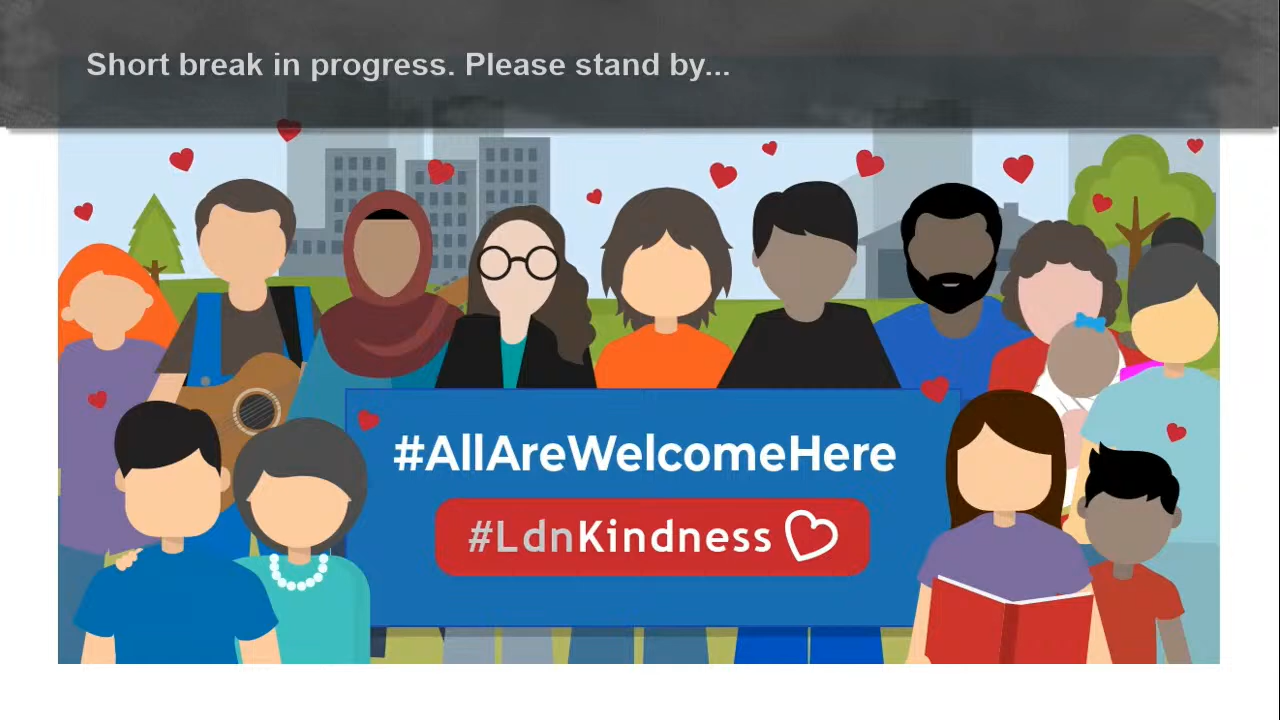 Short break in progress. Please stand by...
#AllAreWelcomeHere
#LdnKindness